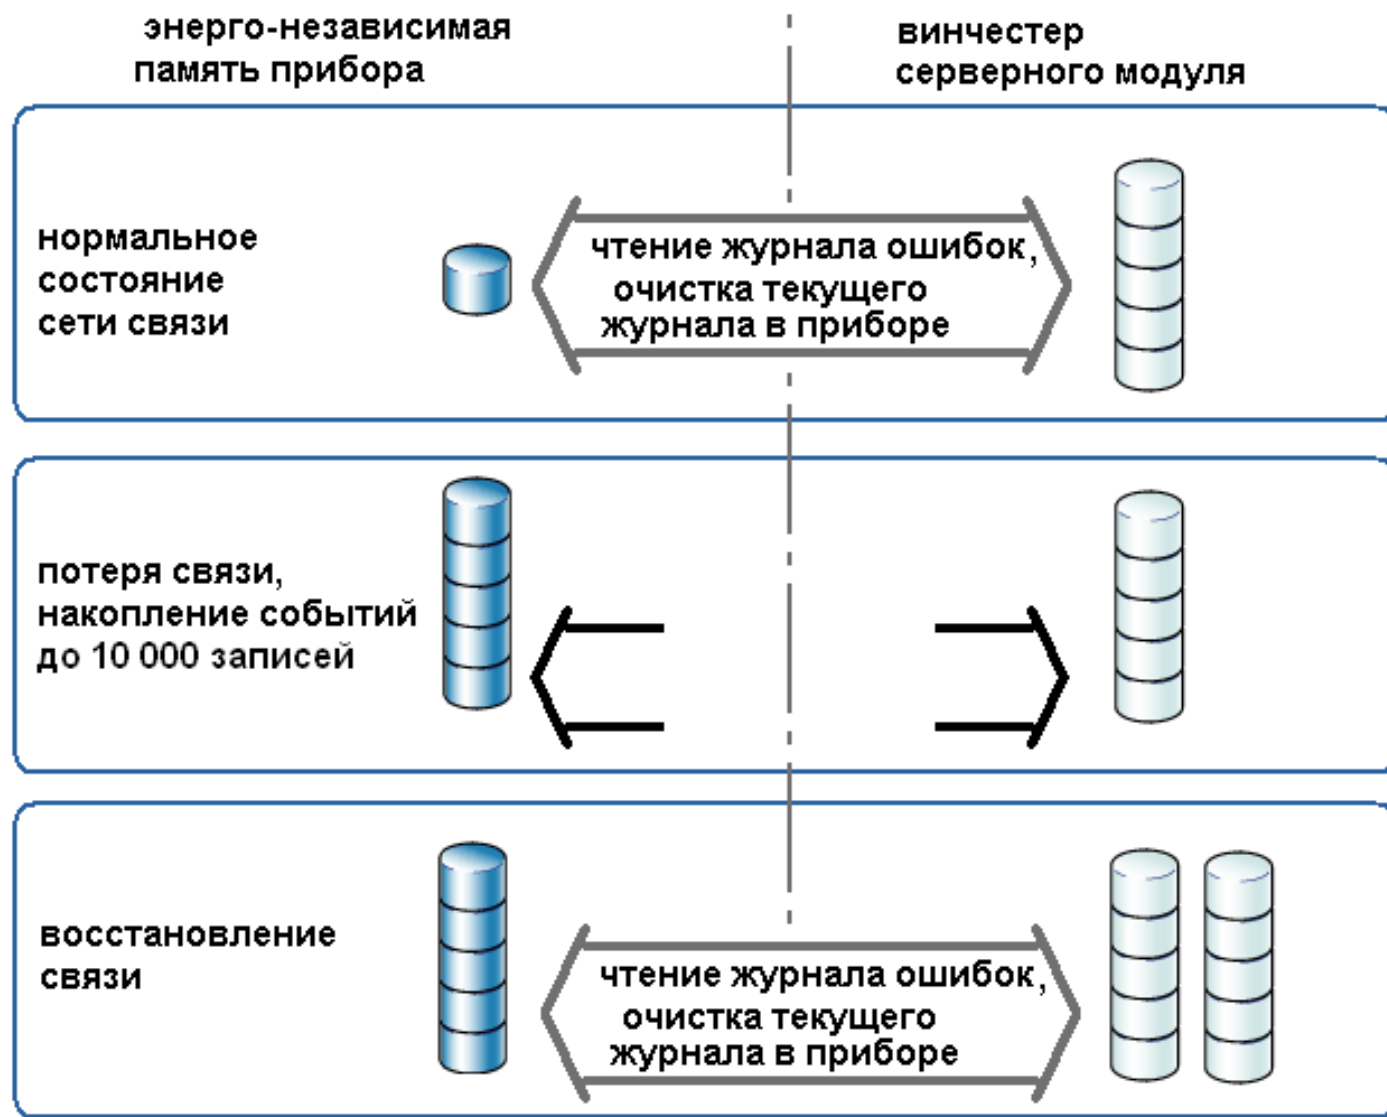 энерго-независимая
память прибора
винчестер
серверного модуля
нормальное
состояние
сети связи
чтение журнала ошибок,
очистка текущего
журнала в приборе
потеря связи,
накопление событий
до 10 000 записей
восстановление
связи
чтение журнала ошибок,
очистка текущего
журнала в приборе